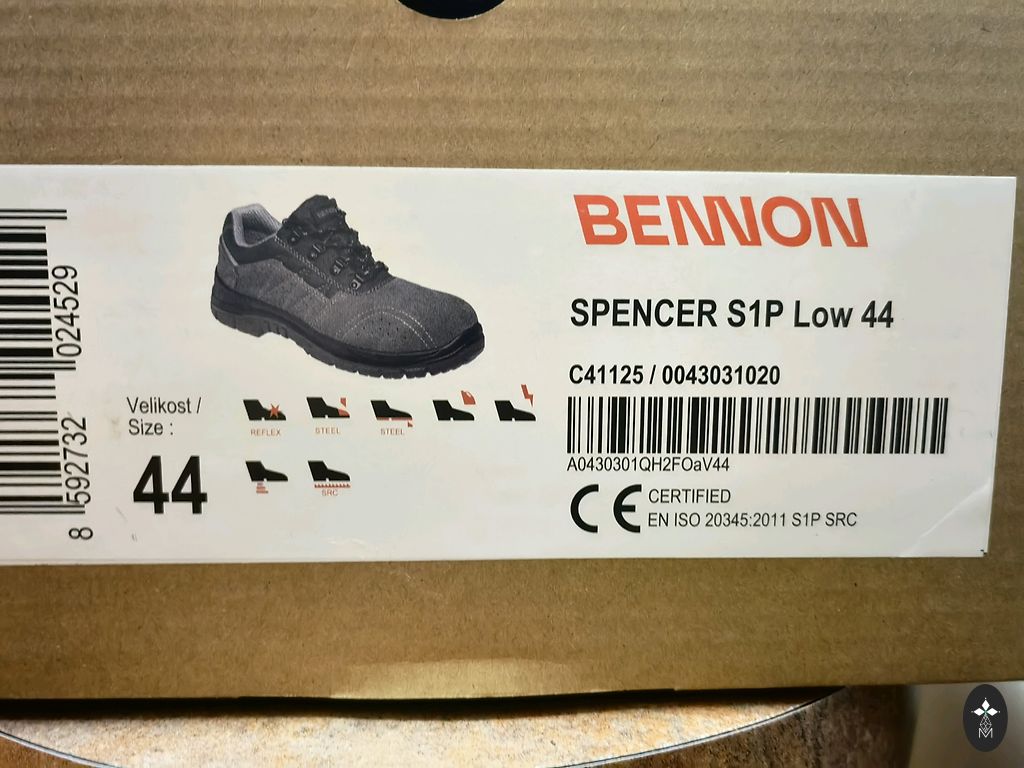 BENNON
SPENCER S1P Low 44
C41125 / 0043031020
A0430301QH2FOaV44
CE CERTIFIED
EN ISO 20345:2011 S1P SRC
BENNON
Velikost /
Size :
44
REFLEX
STEEL
STEEL
SRC
8 592732 024529
M